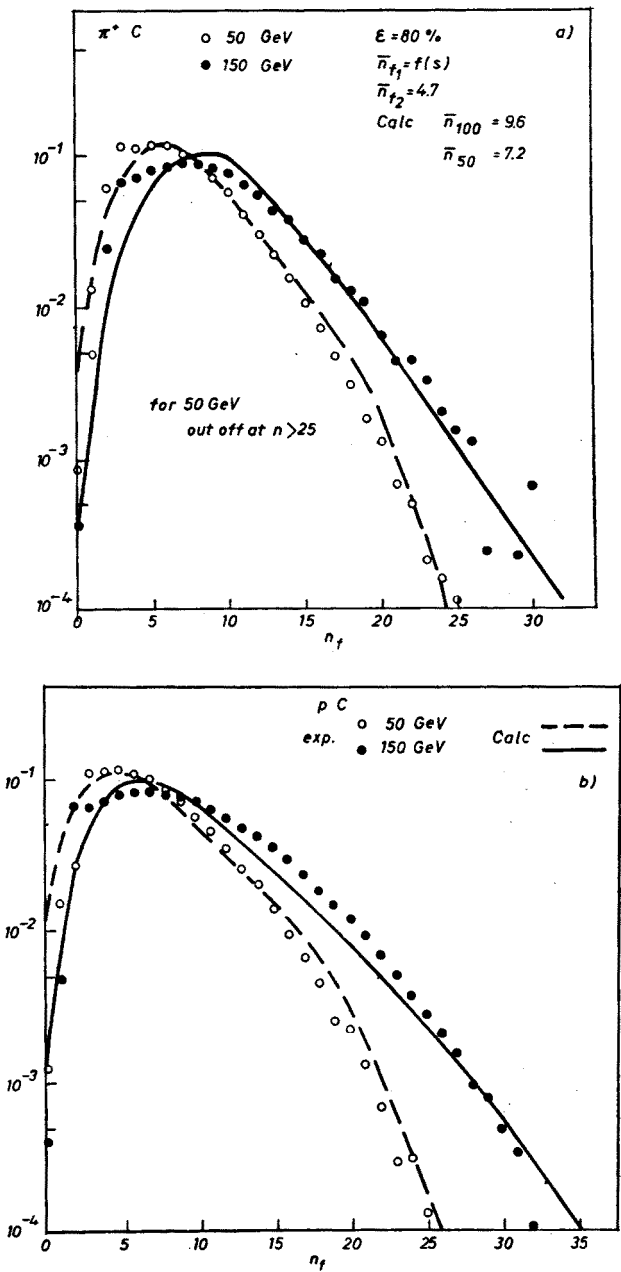 π⁺ C
○ 50 GeV
● 150 GeV
ε = 80 %
n̄f1 = f(s)
n̄f2 = 4.7
Calc n̄100 = 9.6
n̄50 = 7.2
a)
10⁻¹
10⁻²
10⁻³
10⁻⁴
for 50 GeV
out off at n >25
0 5 10 15 20 25 30
nf
p C
exp. ○ 50 GeV
● 150 GeV
Calc
b)
10⁻¹
10⁻²
10⁻³
10⁻⁴
0 5 10 15 20 25 30 35
nf